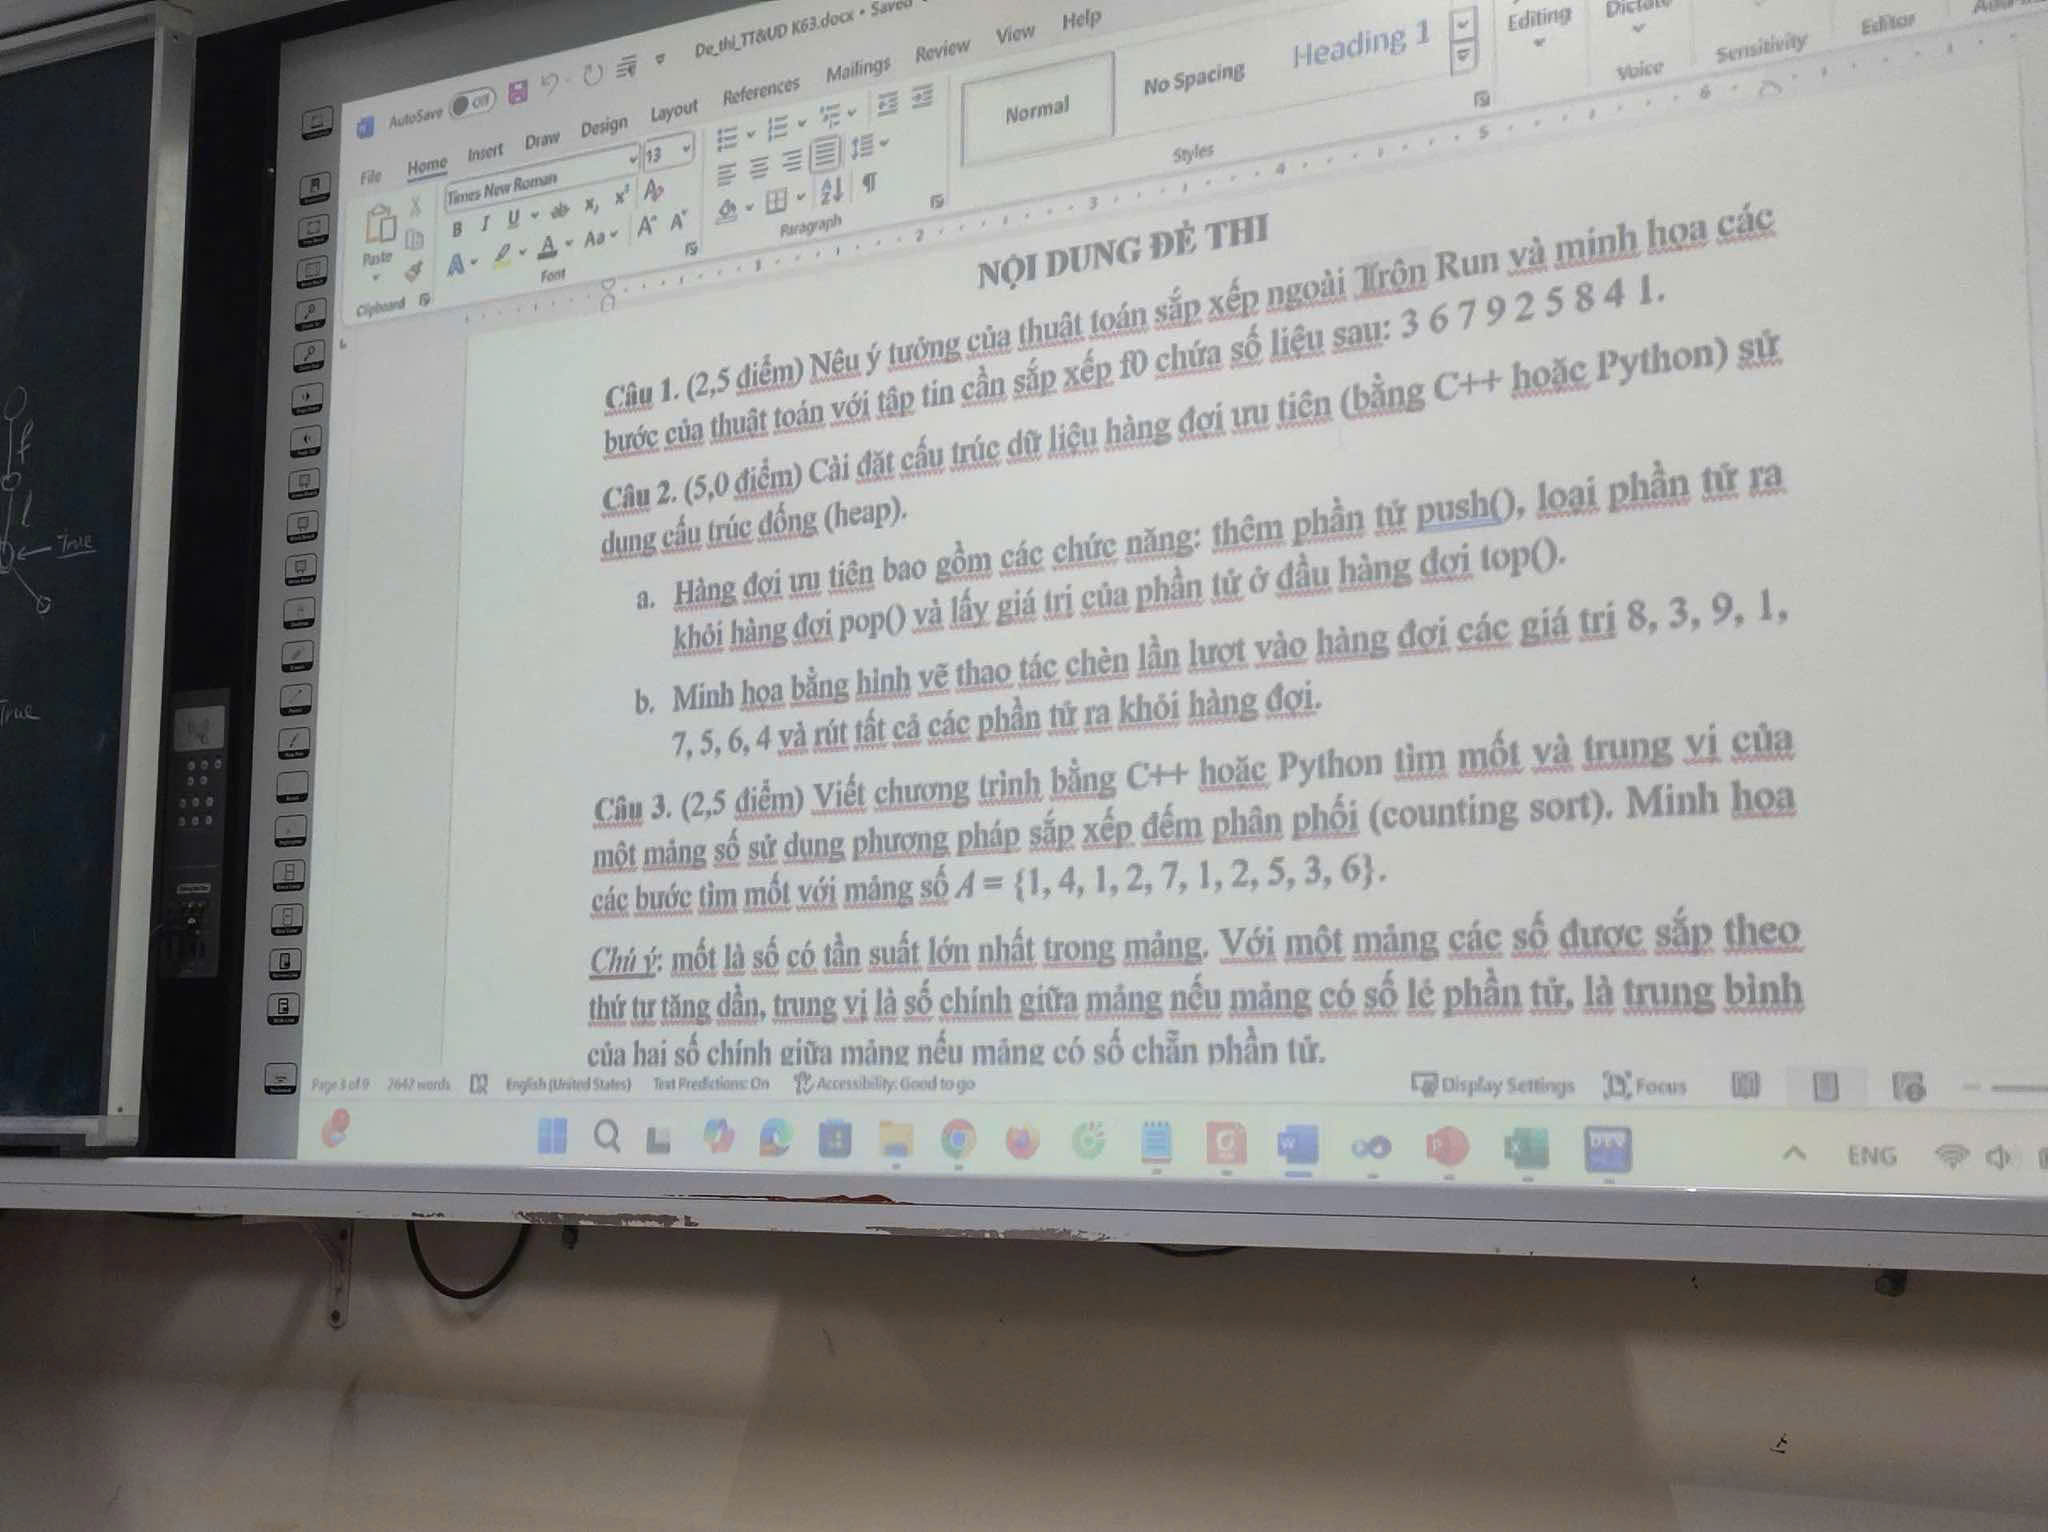 De_thi_TT&UD K63.docx • Saved
AutoSave Off
File Home Insert Draw Design Layout References Mailings Review View Help
Times New Roman 13
Normal No Spacing Heading 1
Editing Dictate
Voice Sensitivity Editor
Paste
B I U ab x, x²
Aa A A
Clipboard Font Paragraph Styles
NỘI DUNG ĐỀ THI
Câu 1. (2,5 điểm) Nêu ý tưởng của thuật toán sắp xếp ngoài Trộn Run và minh họa các
bước của thuật toán với tập tin cần sắp xếp f0 chứa số liệu sau: 3 6 7 9 2 5 8 4 1.
Câu 2. (5,0 điểm) Cài đặt cấu trúc dữ liệu hàng đợi ưu tiên (bằng C++ hoặc Python) sử
dụng cấu trúc đống (heap).
a. Hàng đợi ưu tiên bao gồm các chức năng: thêm phần tử push(), loại phần tử ra
khỏi hàng đợi pop() và lấy giá trị của phần tử ở đầu hàng đợi top().
b. Minh họa bằng hình vẽ thao tác chèn lần lượt vào hàng đợi các giá trị 8, 3, 9, 1,
7, 5, 6, 4 và rút tất cả các phần tử ra khỏi hàng đợi.
Câu 3. (2,5 điểm) Viết chương trình bằng C++ hoặc Python tìm mốt và trung vị của
một mảng số sử dụng phương pháp sắp xếp đếm phân phối (counting sort). Minh họa
các bước tìm mốt với mảng số A = {1, 4, 1, 2, 7, 1, 2, 5, 3, 6}.
Chú ý: mốt là số có tần suất lớn nhất trong mảng. Với một mảng các số được sắp theo
thứ tự tăng dần, trung vị là số chính giữa mảng nếu mảng có số lẻ phần tử, là trung bình
của hai số chính giữa mảng nếu mảng có số chẵn phần tử.
Page 3 of 9 2642 words English (United States) Text Predictions: On Accessibility: Good to go Display Settings Focus
DEV ENG
True
True